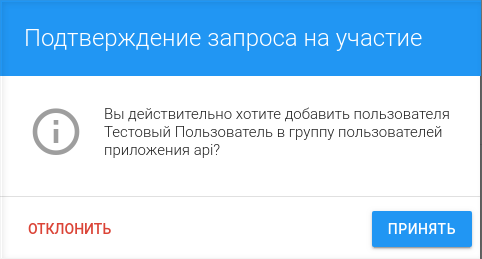 Подтверждение запроса на участие
Вы действительно хотите добавить пользователя
Тестовый Пользователь в группу пользователей
приложения api?
ОТКЛОНИТЬ
ПРИНЯТЬ